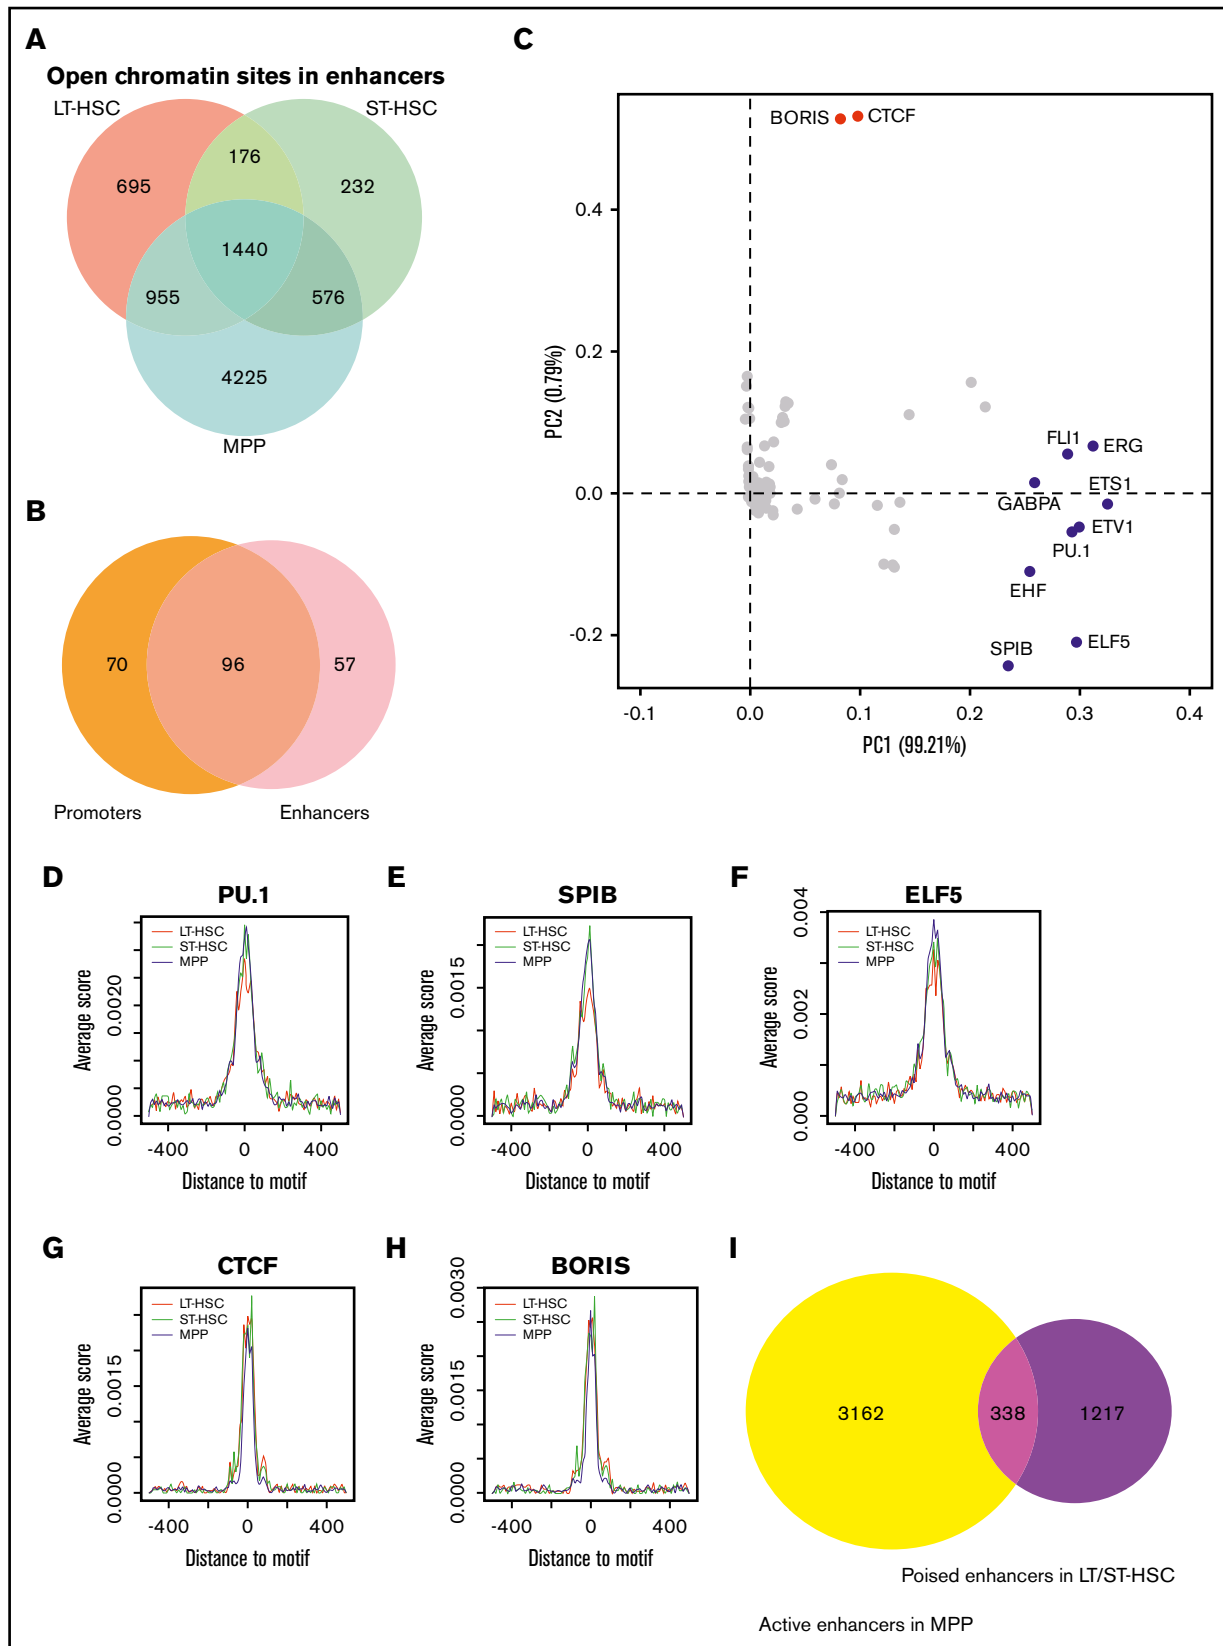 A
Open chromatin sites in enhancers
LT-HSC
ST-HSC
176
695
232
1440
955
576
4225
MPP
B
70
96
57
Promoters
Enhancers
C
BORIS
CTCF
0.4
0.2
0.0
-0.2
PC2 (0.79%)
FLI1
ERG
ETS1
GABPA
ETV1
PU.1
EHF
ELF5
SPIB
-0.1
0.0
0.1
0.2
0.3
0.4
PC1 (99.21%)
D
PU.1
LT-HSC
ST-HSC
MPP
Average score
0.0020
0.0000
-400
0
400
Distance to motif
E
SPIB
LT-HSC
ST-HSC
MPP
Average score
0.0015
0.0000
-400
0
400
Distance to motif
F
ELF5
LT-HSC
ST-HSC
MPP
Average score
0.004
0.002
0.000
-400
0
400
Distance to motif
G
CTCF
LT-HSC
ST-HSC
MPP
Average score
0.0015
0.0000
-400
0
400
Distance to motif
H
BORIS
LT-HSC
ST-HSC
MPP
Average score
0.0030
0.0015
0.0000
-400
0
400
Distance to motif
I
3162
338
1217
Poised enhancers in LT/ST-HSC
Active enhancers in MPP